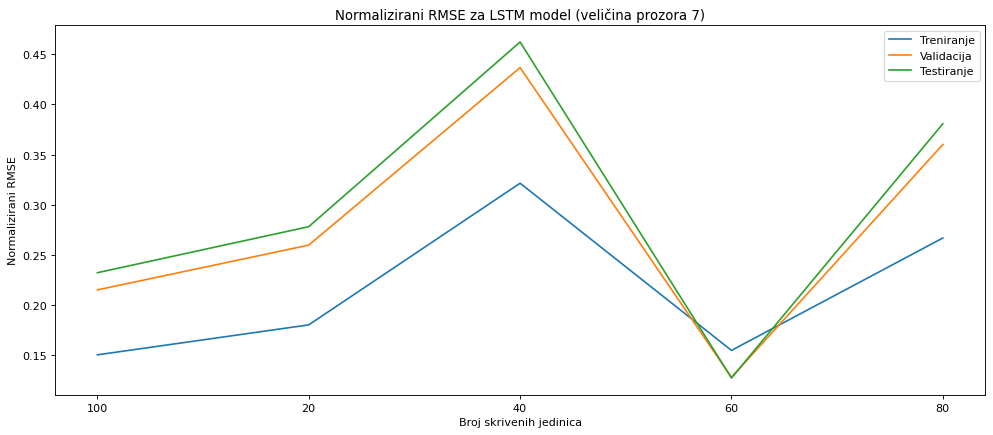 Normalizirani RMSE za LSTM model (veličina prozora 7)
Treniranje
Validacija
Testiranje
Normalizirani RMSE
0.45
0.40
0.35
0.30
0.25
0.20
0.15
100 20 40 60 80
Broj skrivenih jedinica